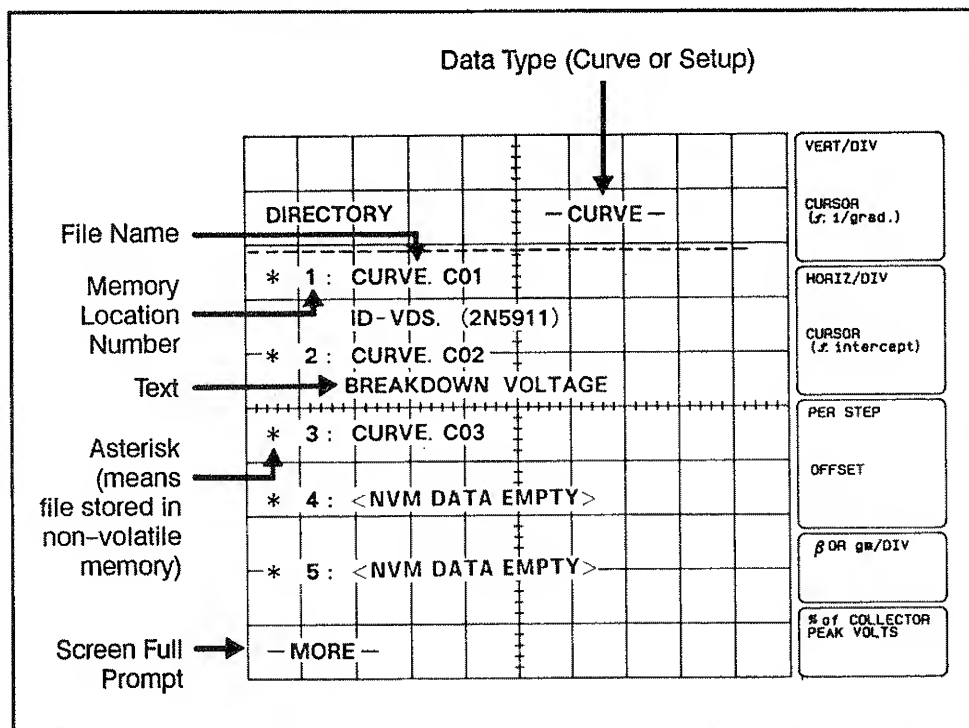 Data Type (Curve or Setup)
DIRECTORY
-CURVE-
File Name
* 1: CURVE. C01
Memory
Location
Number
ID-VDS. (2N5911)
* 2: CURVE. C02
Text
BREAKDOWN VOLTAGE
* 3: CURVE. C03
Asterisk
(means
file stored in
non-volatile
memory)
* 4: <NVM DATA EMPTY>
* 5: <NVM DATA EMPTY>
Screen Full
Prompt
-MORE-
VERT/DIV
CURSOR
(f: 1/grad.)
HORIZ/DIV
CURSOR
(f: intercept)
PER STEP
OFFSET
β OR gm/DIV
% of COLLECTOR
PEAK VOLTS